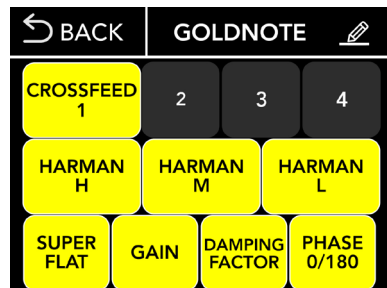 BACK GOLDNOTE
CROSSFEED 1 2 3 4
HARMAN H HARMAN M HARMAN L
SUPER FLAT GAIN DAMPING FACTOR PHASE 0/180